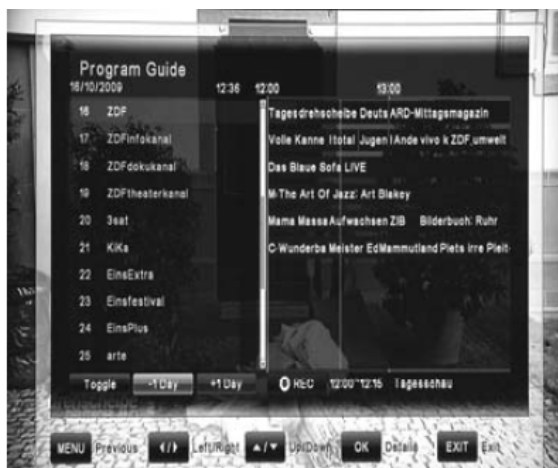 Program Guide
16/10/2009 12:36 12:00 13:00
16 ZDF Tagesdrehscheibe Deuts ARD-Mittagsmagazin
17 ZDFinfokanal Volle Kanne Itotal Jugen Ande vivo k ZDF.umwelt
18 ZDFdokukanal Das Blaue Sofa LIVE
19 ZDFtheaterkanal M-The Art Of Jazz: Art Blakey
20 3sat Mama Massa Aufwachsen ZIB Bilderbuch: Ruhr
21 KiKa C-Wunderba Meister Ed Mammutland Piets irre Pleit
22 EinsExtra
23 Einsfestival
24 EinsPlus
25 arte
Toggle -1 Day +1 Day REC 12:00~12:15 Tagesschau
MENU Previous ◄/► Left/Right ▲/▼ Up/Down OK Details EXIT Exit